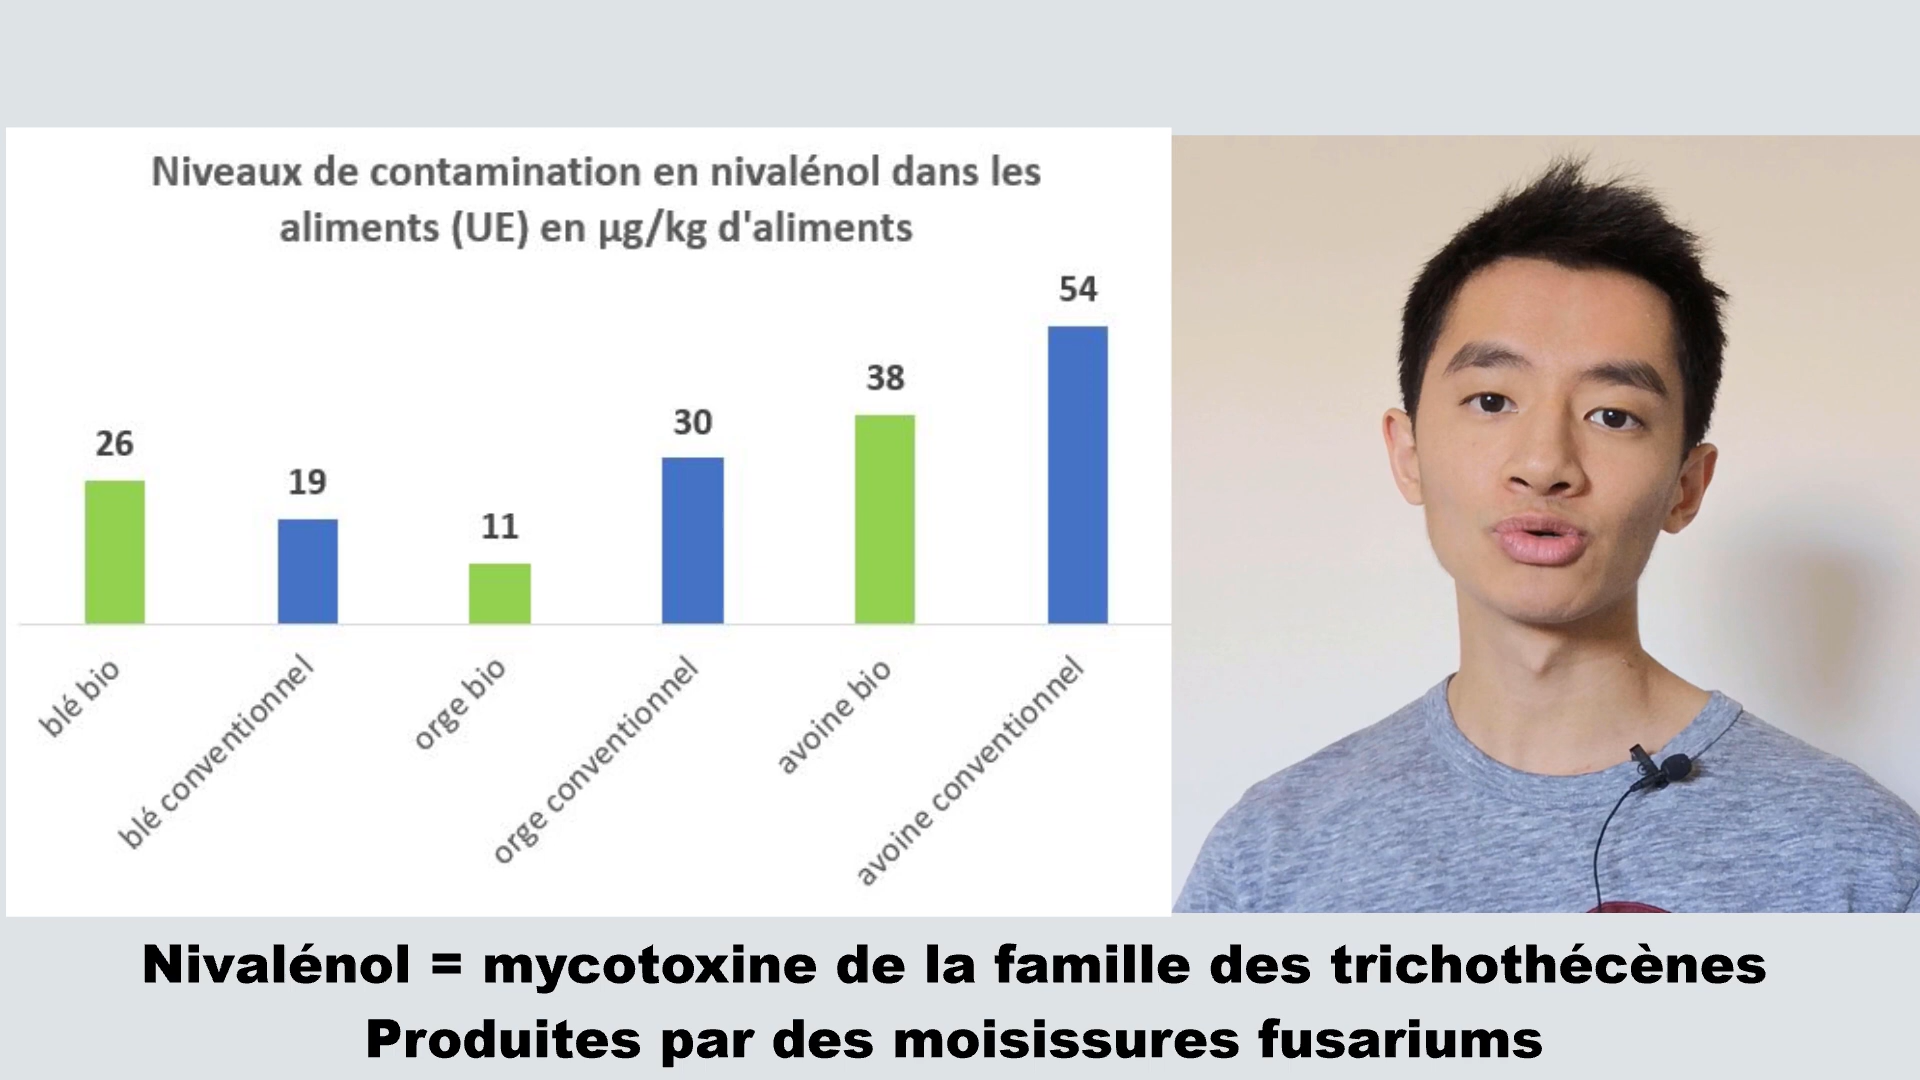 Niveaux de contamination en nivalénol dans les
aliments (UE) en µg/kg d'aliments
26
19
11
30
38
54
blé bio
blé conventionnel
orge bio
orge conventionnel
avoine bio
avoine conventionnel
Nivalénol = mycotoxine de la famille des trichothécènes
Produites par des moisissures fusariums